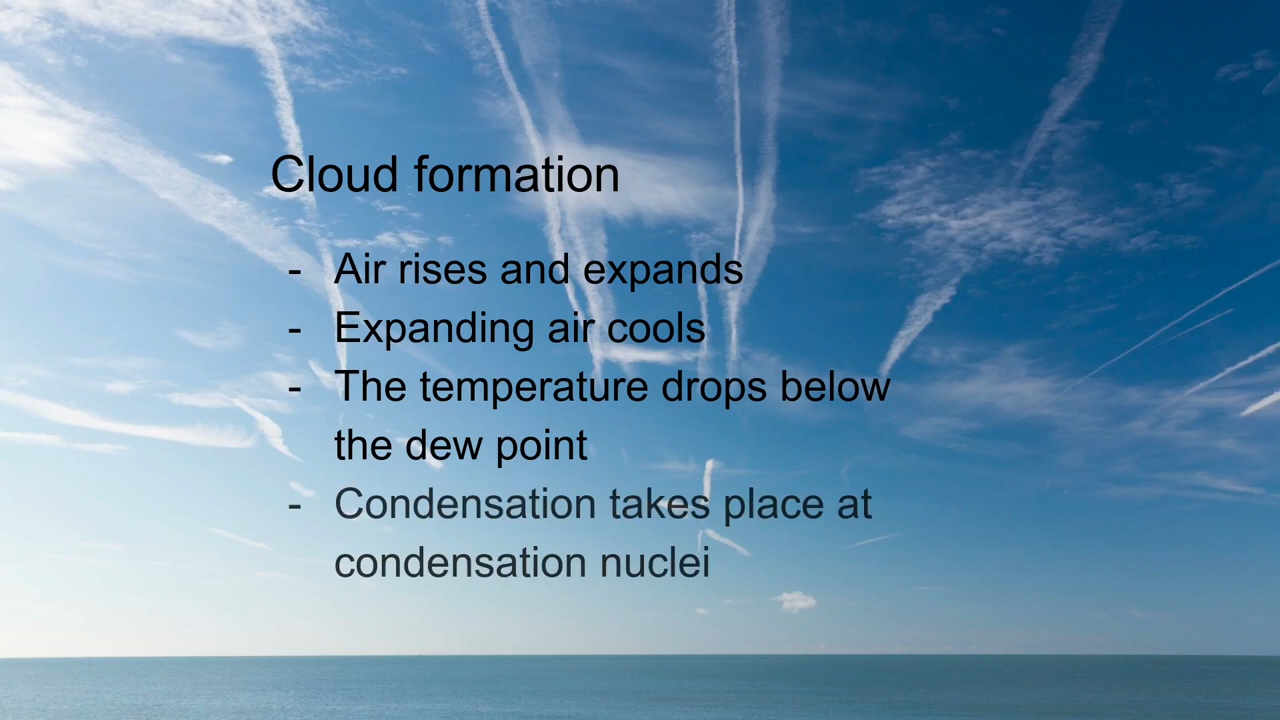 Cloud formation
- Air rises and expands
- Expanding air cools
- The temperature drops below
the dew point
- Condensation takes place at
condensation nuclei